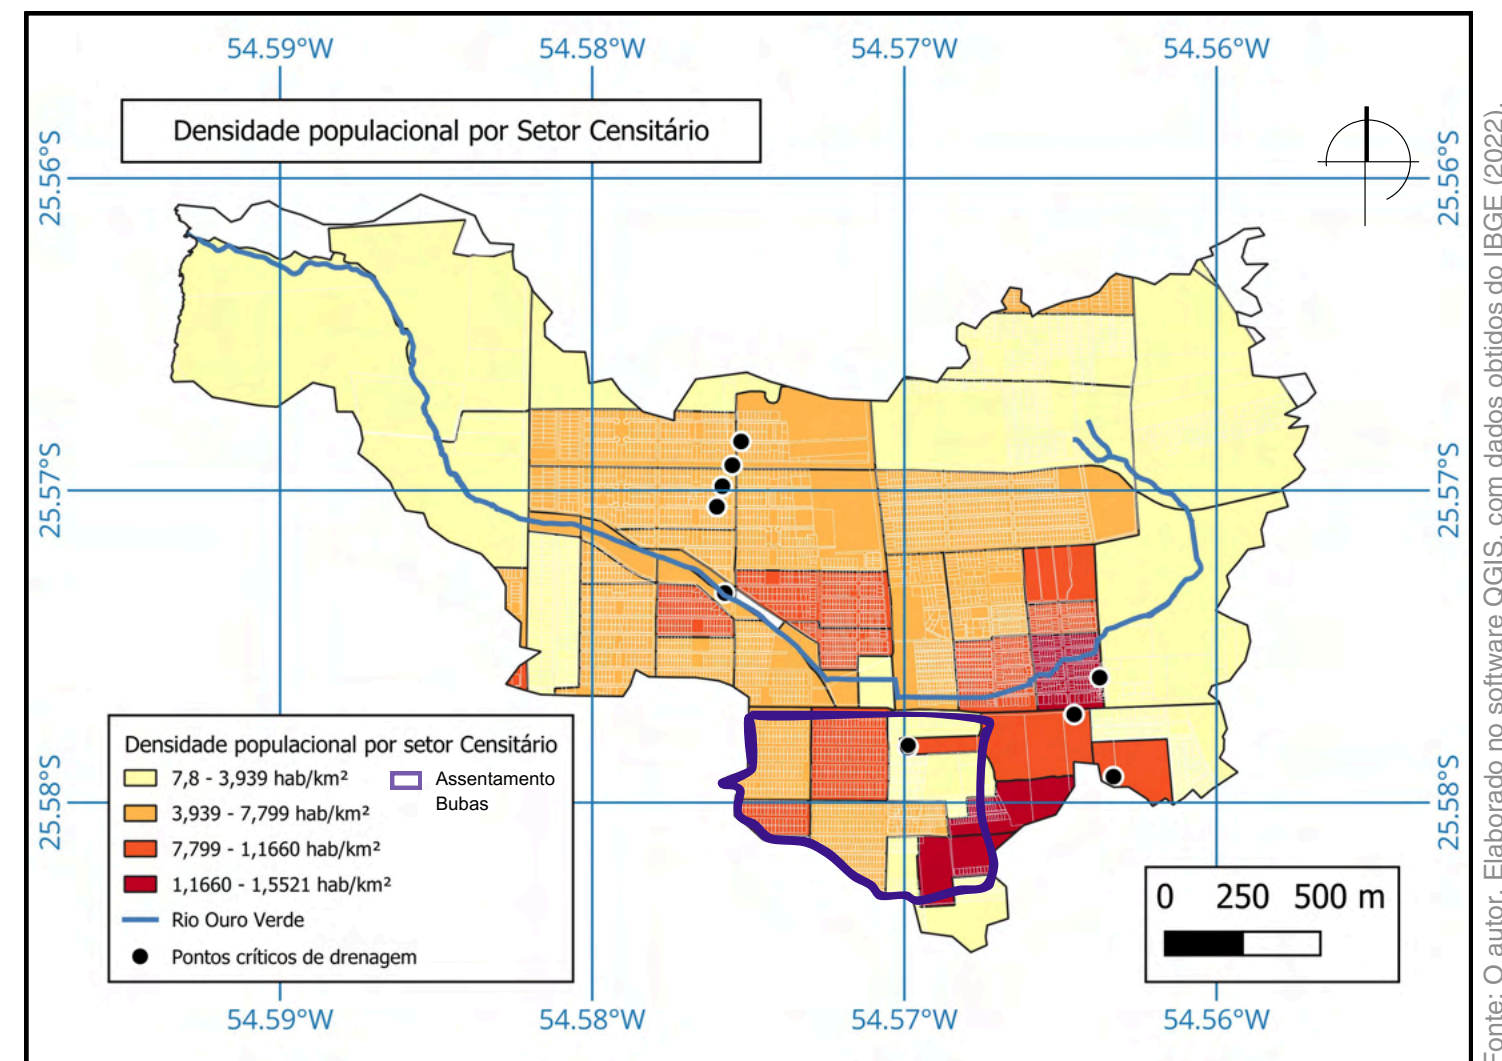 54.59°W 54.58°W 54.57°W 54.56°W
Densidade populacional por Setor Censitário
25.56°S 25.56°S
25.57°S 25.57°S
25.58°S 25.58°S
Densidade populacional por setor Censitário
7,8 - 3,939 hab/km²
3,939 - 7,799 hab/km²
7,799 - 1,1660 hab/km²
1,1660 - 1,5521 hab/km²
Rio Ouro Verde
Pontos críticos de drenagem
Assentamento
Bubas
0 250 500 m
54.59°W 54.58°W 54.57°W 54.56°W
Fonte: O autor. Elaborado no software QGIS, com dados obtidos do IBGE (2022).